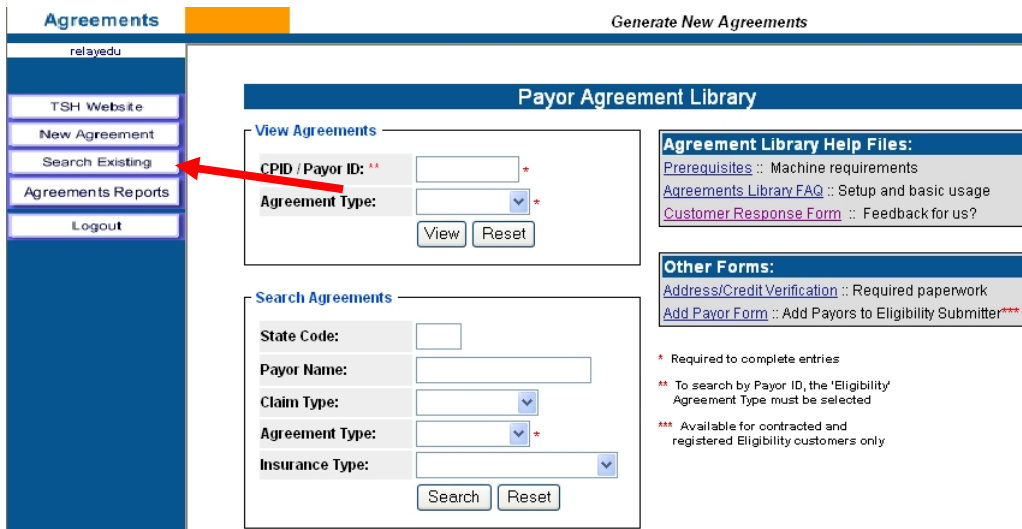 Agreements
Generate New Agreements
relayedu
TSH Website
New Agreement
Search Existing
Agreements Reports
Logout
Payor Agreement Library
View Agreements
CPID / Payor ID: ** *
Agreement Type: *
View Reset
Search Agreements
State Code:
Payor Name:
Claim Type:
Agreement Type: *
Insurance Type:
Search Reset
Agreement Library Help Files:
Prerequisites :: Machine requirements
Agreements Library FAQ :: Setup and basic usage
Customer Response Form :: Feedback for us?
Other Forms:
Address/Credit Verification :: Required paperwork
Add Payor Form :: Add Payors to Eligibility Submitter***
* Required to complete entries
** To search by Payor ID, the 'Eligibility'
Agreement Type must be selected
*** Available for contracted and
registered Eligibility customers only